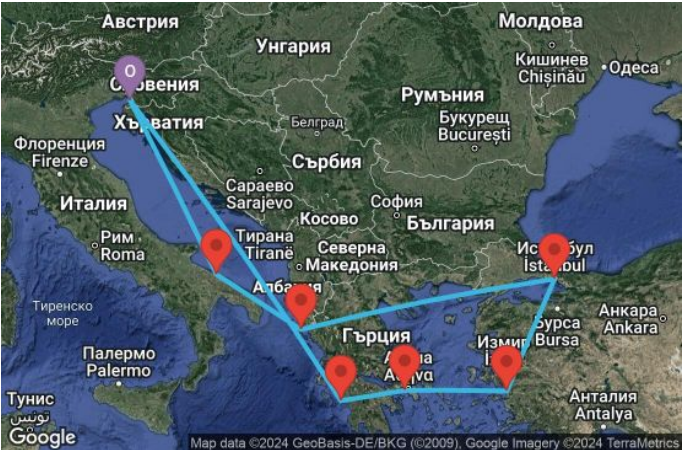 Австрия
Молдова
Унгария
Кишинев
Chișinău
Одеса
О
Словения
Румъния
Хърватия
Белград
Букурещ
București
Флоренция
Firenze
Сърбия
Сараево
Sarajevo
Италия
София
Косово
България
Рим
Roma
Тирана
Tiranë
Северна
Македония
Истанбул
İstanbul
Албания
Тиренско
море
Анкара
Ankara
Бурса
Bursa
Гърция
Измир
Палермо
Palermo
Тунис
تونس
Анталия
Antalya
Google
Map data ©2024 GeoBasis-DE/BKG (©2009), Google Imagery ©2024 TerraMetrics